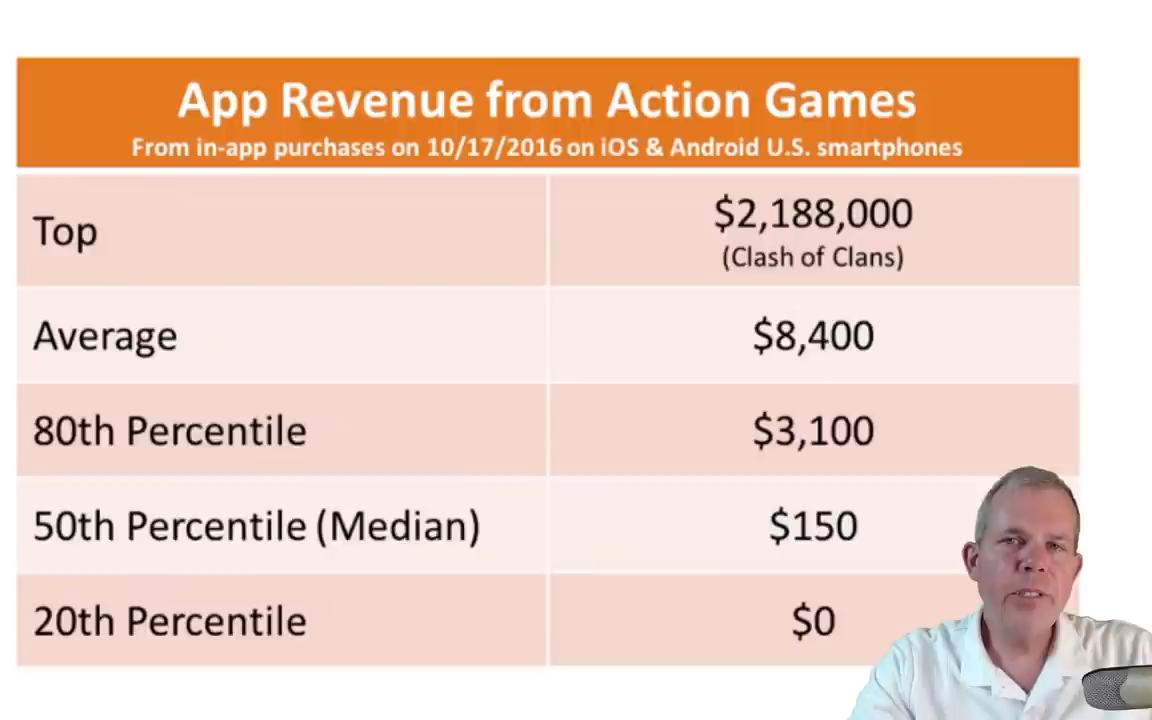 App Revenue from Action Games
From in-app purchases on 10/17/2016 on iOS & Android U.S. smartphones
Top
$2,188,000
(Clash of Clans)
Average
$8,400
80th Percentile
$3,100
50th Percentile (Median)
$150
20th Percentile
$0